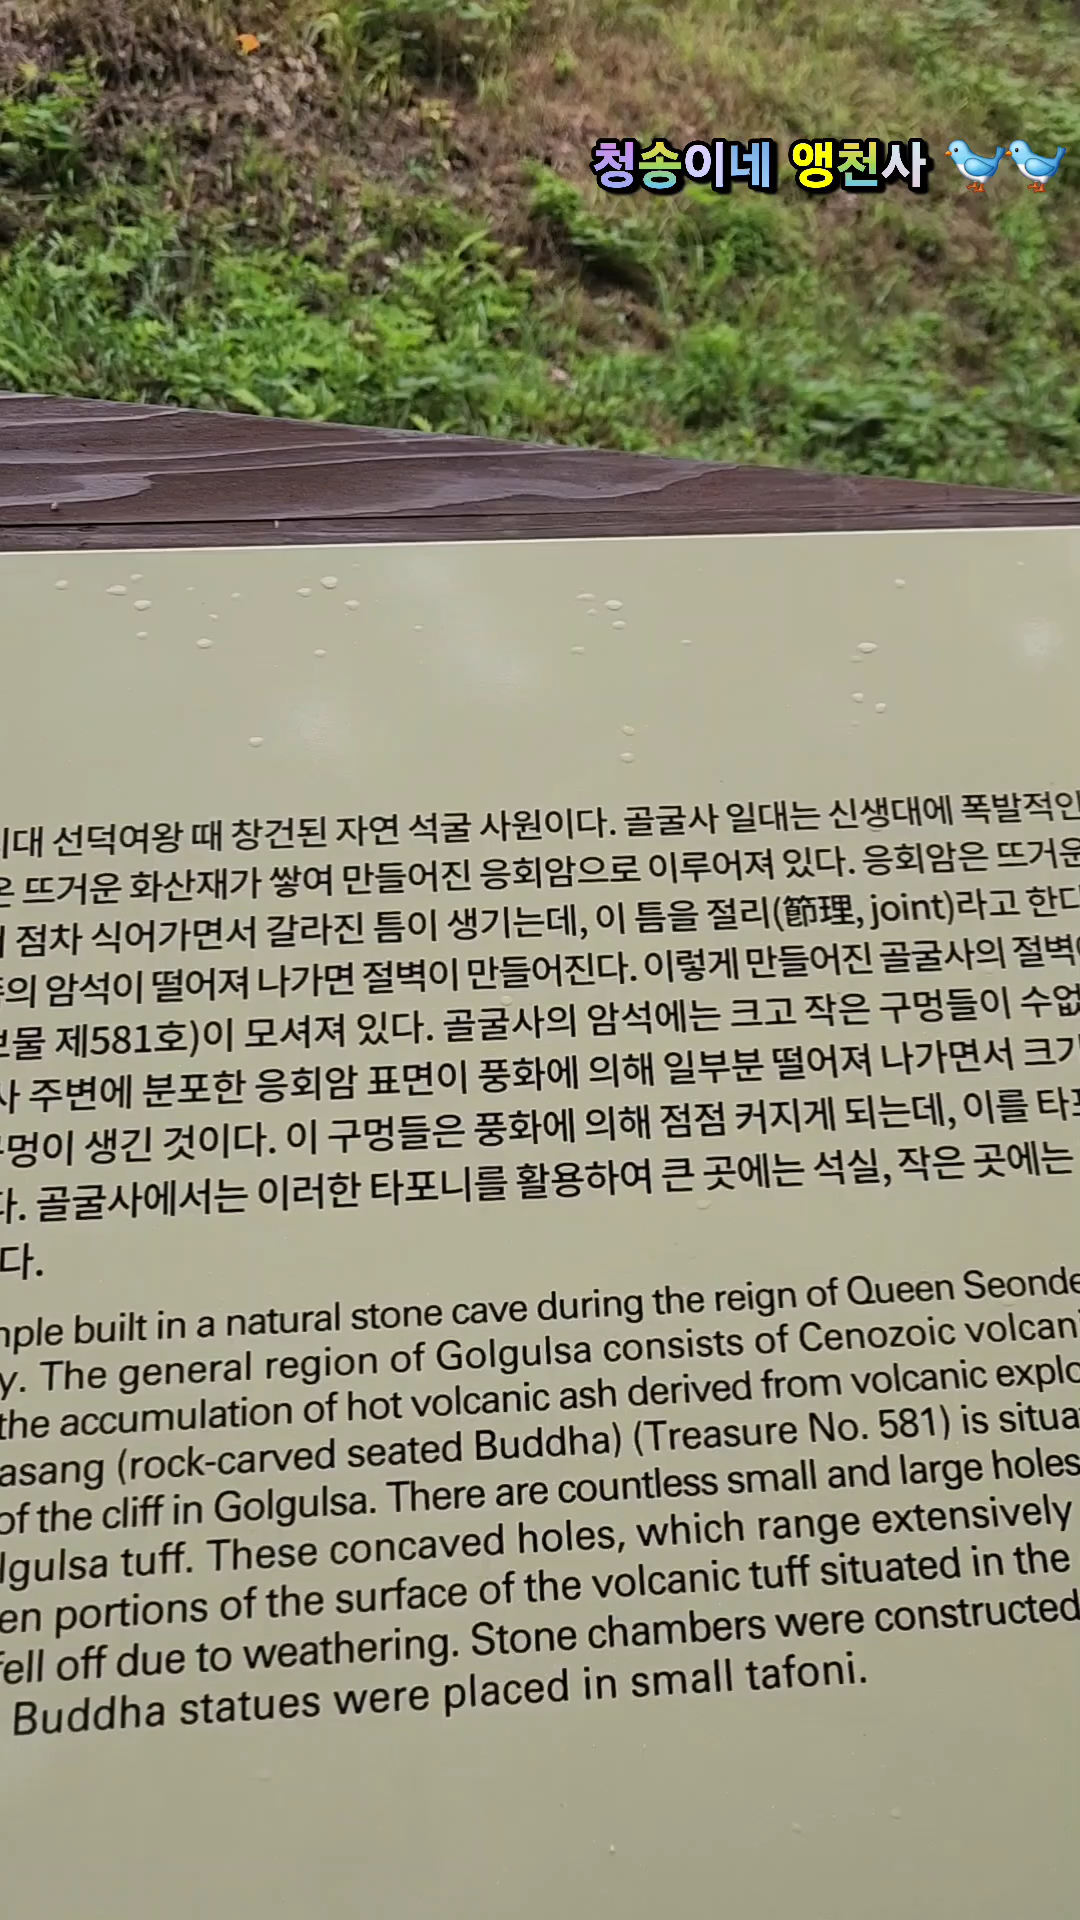 청송이네 앵천사
시대 선덕여왕 때 창건된 자연 석굴 사원이다. 골굴사 일대는 신생대에 폭발적인
은 뜨거운 화산재가 쌓여 만들어진 응회암으로 이루어져 있다. 응회암은 뜨거운
점차 식어가면서 갈라진 틈이 생기는데, 이 틈을 절리(節理, joint)라고 한다
의 암석이 떨어져 나가면 절벽이 만들어진다. 이렇게 만들어진 골굴사의 절벽에
보물 제581호)이 모셔져 있다. 골굴사의 암석에는 크고 작은 구멍들이 수없
사 주변에 분포한 응회암 표면이 풍화에 의해 일부분 떨어져 나가면서 크기
구멍이 생긴 것이다. 이 구멍들은 풍화에 의해 점점 커지게 되는데, 이를 타포
다. 골굴사에서는 이러한 타포니를 활용하여 큰 곳에는 석실, 작은 곳에는
다.
mple built in a natural stone cave during the reign of Queen Seonde
y. The general region of Golgulsa consists of Cenozoic volcani
the accumulation of hot volcanic ash derived from volcanic explo
asang (rock-carved seated Buddha) (Treasure No. 581) is situa
of the cliff in Golgulsa. There are countless small and large holes
lgulsa tuff. These concaved holes, which range extensively
en portions of the surface of the volcanic tuff situated in the
fell off due to weathering. Stone chambers were constructed
Buddha statues were placed in small tafoni.